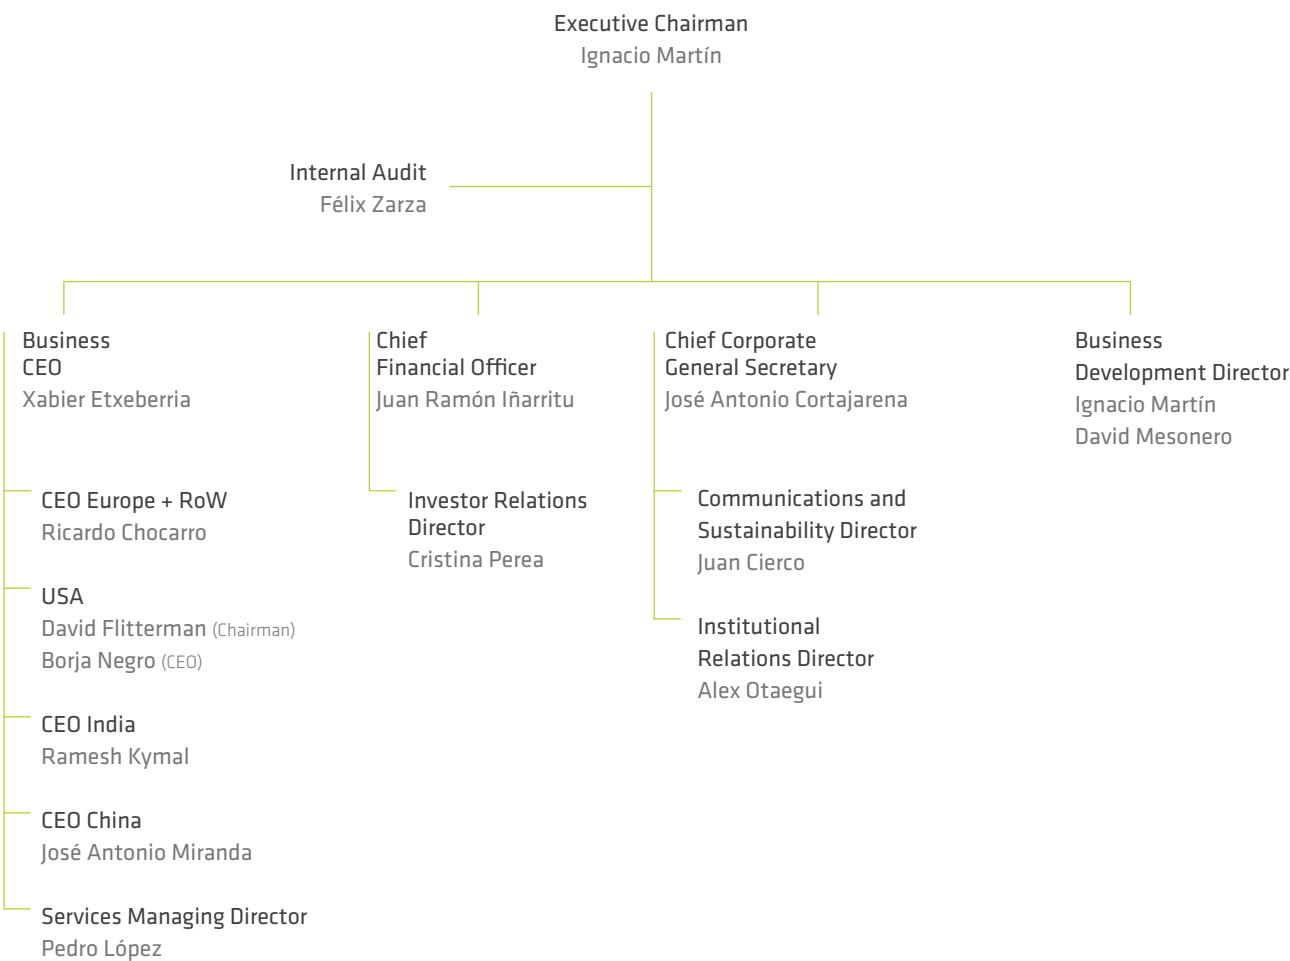 Executive Chairman
Ignacio Martín
Internal Audit
Félix Zarza
Business
CEO
Xabier Etxeberria
CEO Europe + RoW
Ricardo Chocarro
USA
David Flitterman (Chairman)
Borja Negro (CEO)
CEO India
Ramesh Kymal
CEO China
José Antonio Miranda
Services Managing Director
Pedro López
Chief
Financial Officer
Juan Ramón Iñarritu
Investor Relations
Director
Cristina Perea
Chief Corporate
General Secretary
José Antonio Cortajarena
Communications and
Sustainability Director
Juan Cierco
Institutional
Relations Director
Alex Otaegui
Business
Development Director
Ignacio Martín
David Mesonero